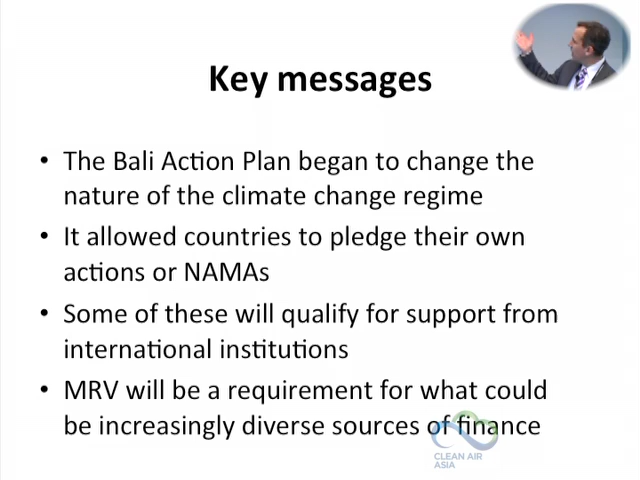 Key messages
• The Bali Action Plan began to change the
nature of the climate change regime
• It allowed countries to pledge their own
actions or NAMAs
• Some of these will qualify for support from
international institutions
• MRV will be a requirement for what could
be increasingly diverse sources of finance
CLEAN AIR
ASIA